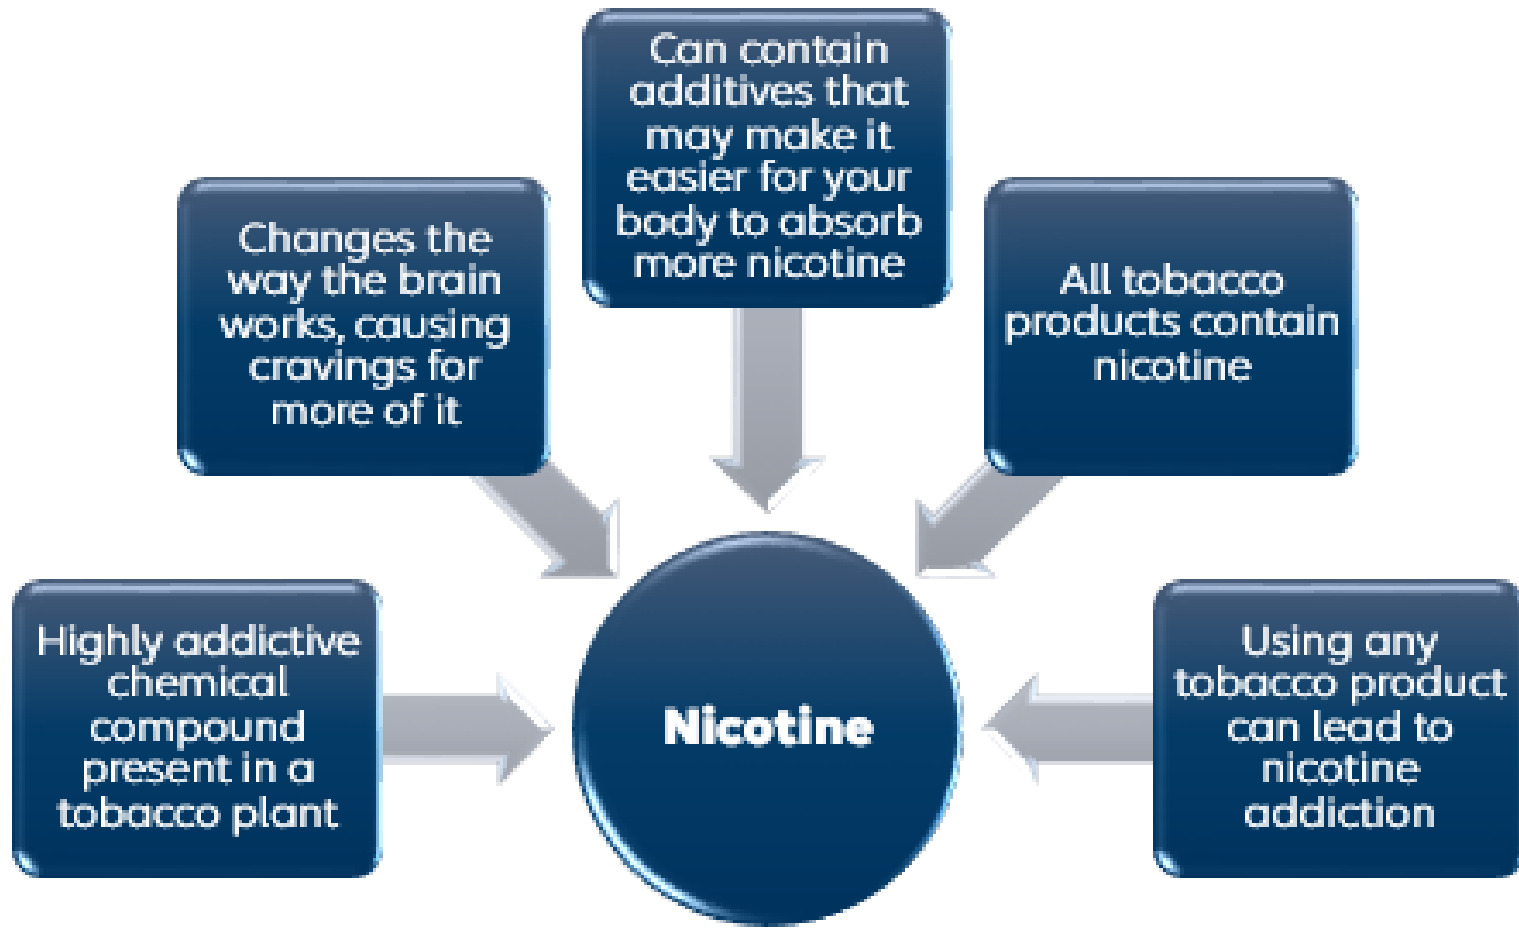 Can contain
additives that
may make it
easier for your
body to absorb
more nicotine
Changes the
way the brain
works, causing
cravings for
more of it
All tobacco
products contain
nicotine
Highly addictive
chemical
compound
present in a
tobacco plant
Nicotine
Using any
tobacco product
can lead to
nicotine
addiction